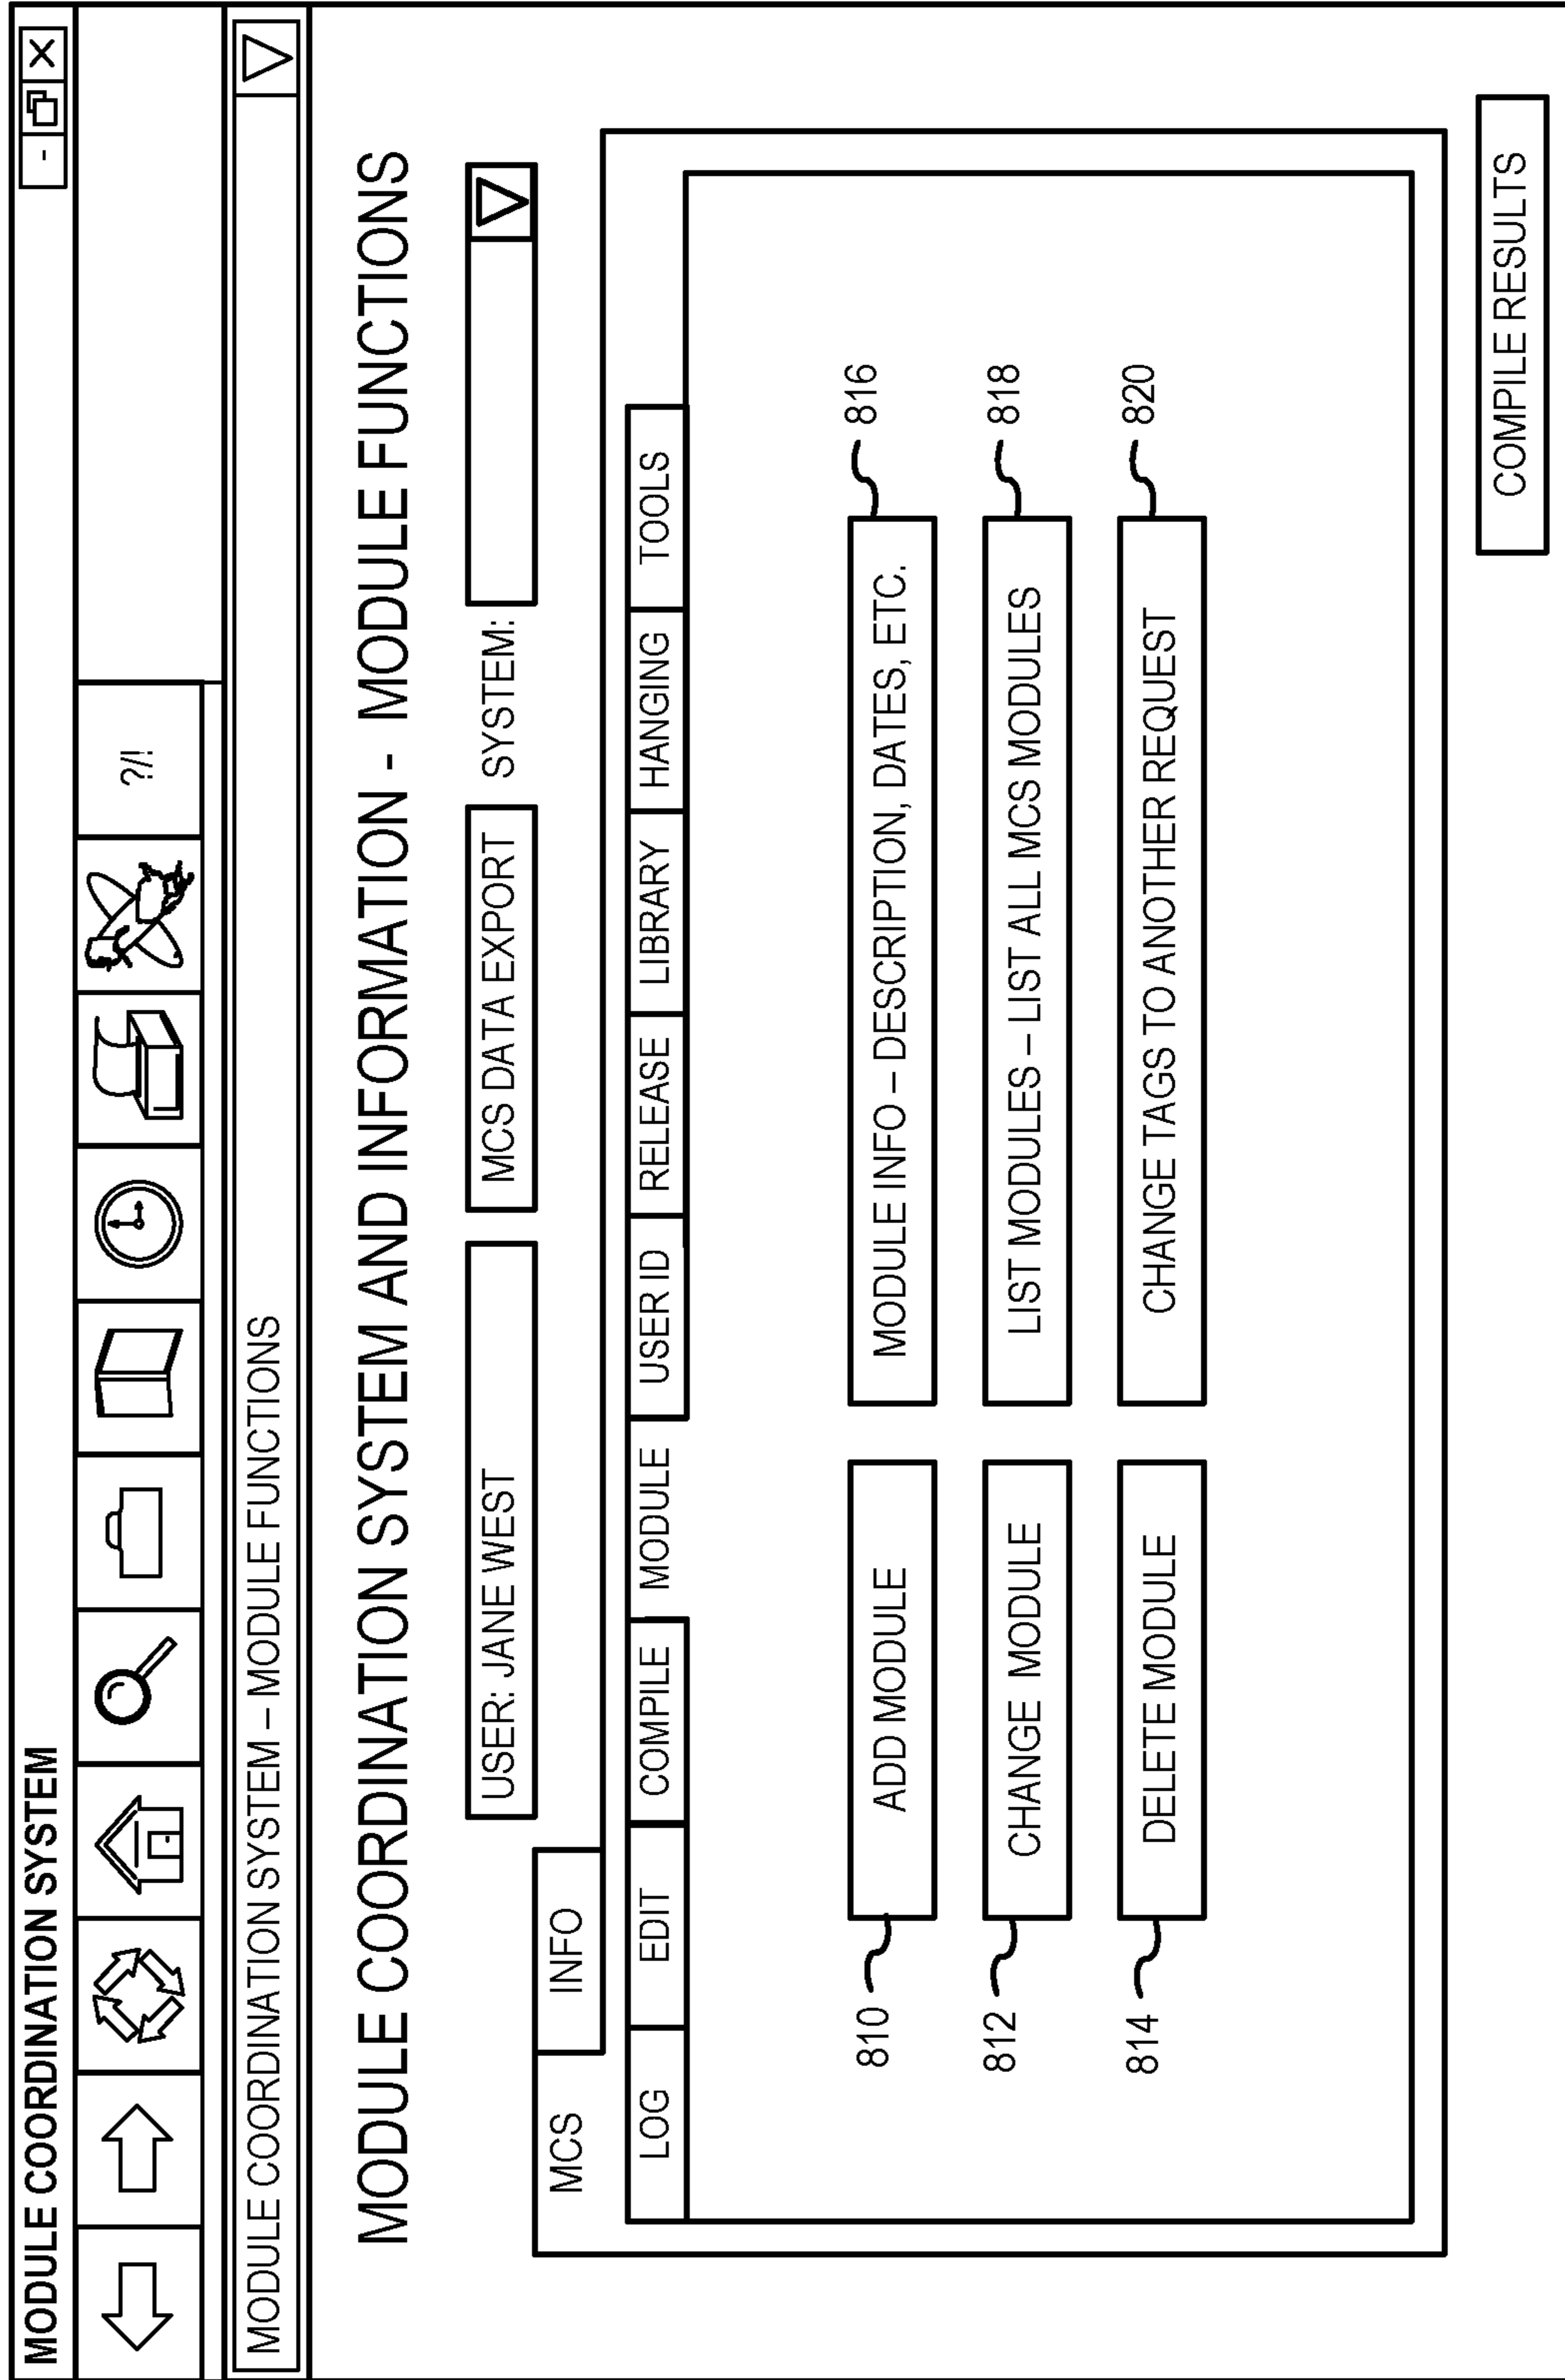 MODULE COORDINATION SYSTEM
- X
?/!
MODULE COORDINATION SYSTEM – MODULE FUNCTIONS
MODULE COORDINATION SYSTEM AND INFORMATION - MODULE FUNCTIONS
USER: JANE WEST MCS DATA EXPORT SYSTEM:
MCS INFO
LOG EDIT COMPILE MODULE USER ID RELEASE LIBRARY HANGING TOOLS
810 ADD MODULE MODULE INFO – DESCRIPTION, DATES, ETC. 816
812 CHANGE MODULE LIST MODULES – LIST ALL MCS MODULES 818
814 DELETE MODULE CHANGE TAGS TO ANOTHER REQUEST 820
COMPILE RESULTS